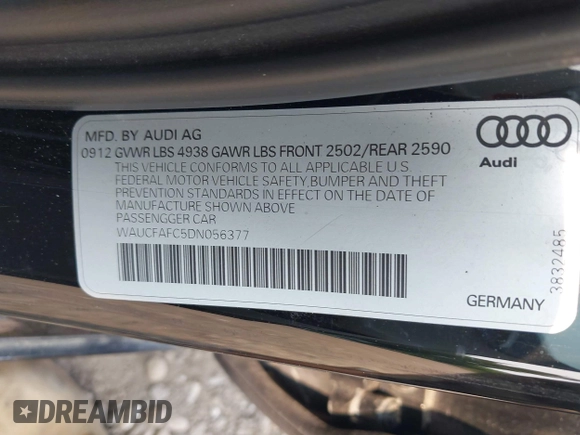 MFD. BY AUDI AG
0912 GVWR LBS 4938 GAWR LBS FRONT 2502/REAR 2590
THIS VEHICLE CONFORMS TO ALL APPLICABLE U.S.
FEDERAL MOTOR VEHICLE SAFETY,BUMPER AND THEFT
PREVENTION STANDARDS IN EFFECT ON THE DATE OF
MANUFACTURE SHOWN ABOVE
PASSENGGER CAR
WAUCFAFC5DN056377
Audi
3832485
GERMANY
DREAMBID